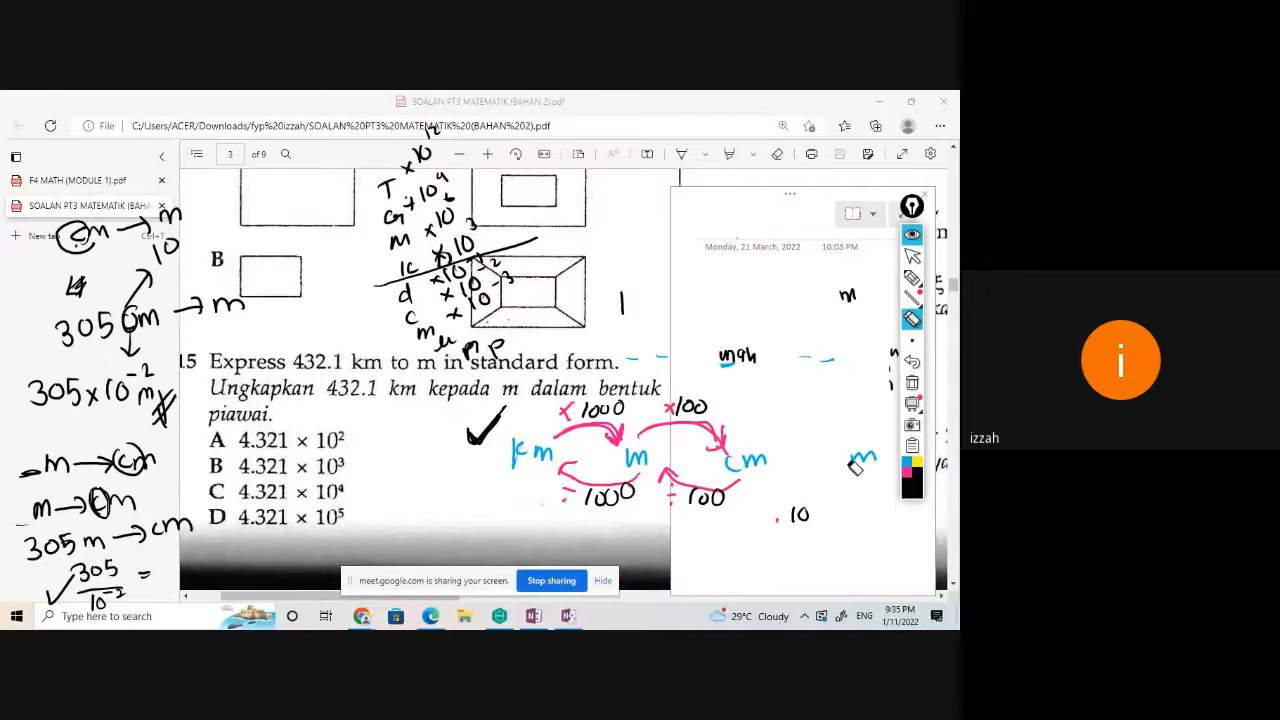 SOALAN PT3 MATEMATIK (BAHAN 2).pdf
File C:/Users/ACER/Downloads/fyp%20izzah/SOALAN%20PT3%20MATEMATIK%20(BAHAN%202).pdf
3 of 9
F4 MATH (MODULE 1).pdf
SOALAN PT3 MATEMATIK (BAHA
New tab Ctrl+T
cm → m
10
305 cm → m
305 x 10⁻² m
m → cm
m → cm
305 m → cm
305
10⁻²
=
T x 10¹²
G x 10⁹
M x 10⁶
k x 10³
d x 10⁻¹
c x 10⁻²
m x 10⁻³
µ n p
B
15 Express 432.1 km to m in standard form.
Ungkapkan 432.1 km kepada m dalam bentuk
piawai.
A 4.321 × 10²
B 4.321 × 10³
C 4.321 × 10⁴
D 4.321 × 10⁵
x 1000 x 100
km m cm m
÷ 1000 ÷ 100
. 10
Monday, 21 March, 2022 10:03 PM
m
meet.google.com is sharing your screen.
Stop sharing
Hide
Type here to search
29°C Cloudy
ENG
9:35 PM
1/11/2022
i
izzah